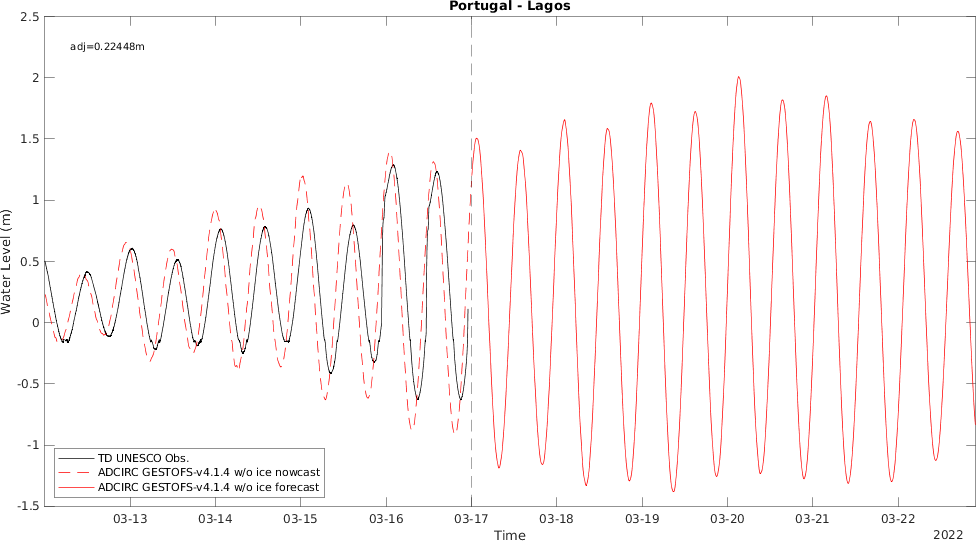 Portugal - Lagos
adj=0.22448m
2.5
2
1.5
1
0.5
0
-0.5
-1
-1.5
Water Level (m)
TD UNESCO Obs.
ADCIRC GESTOFS-v4.1.4 w/o ice nowcast
ADCIRC GESTOFS-v4.1.4 w/o ice forecast
03-13 03-14 03-15 03-16 03-17 03-18 03-19 03-20 03-21 03-22
Time
2022